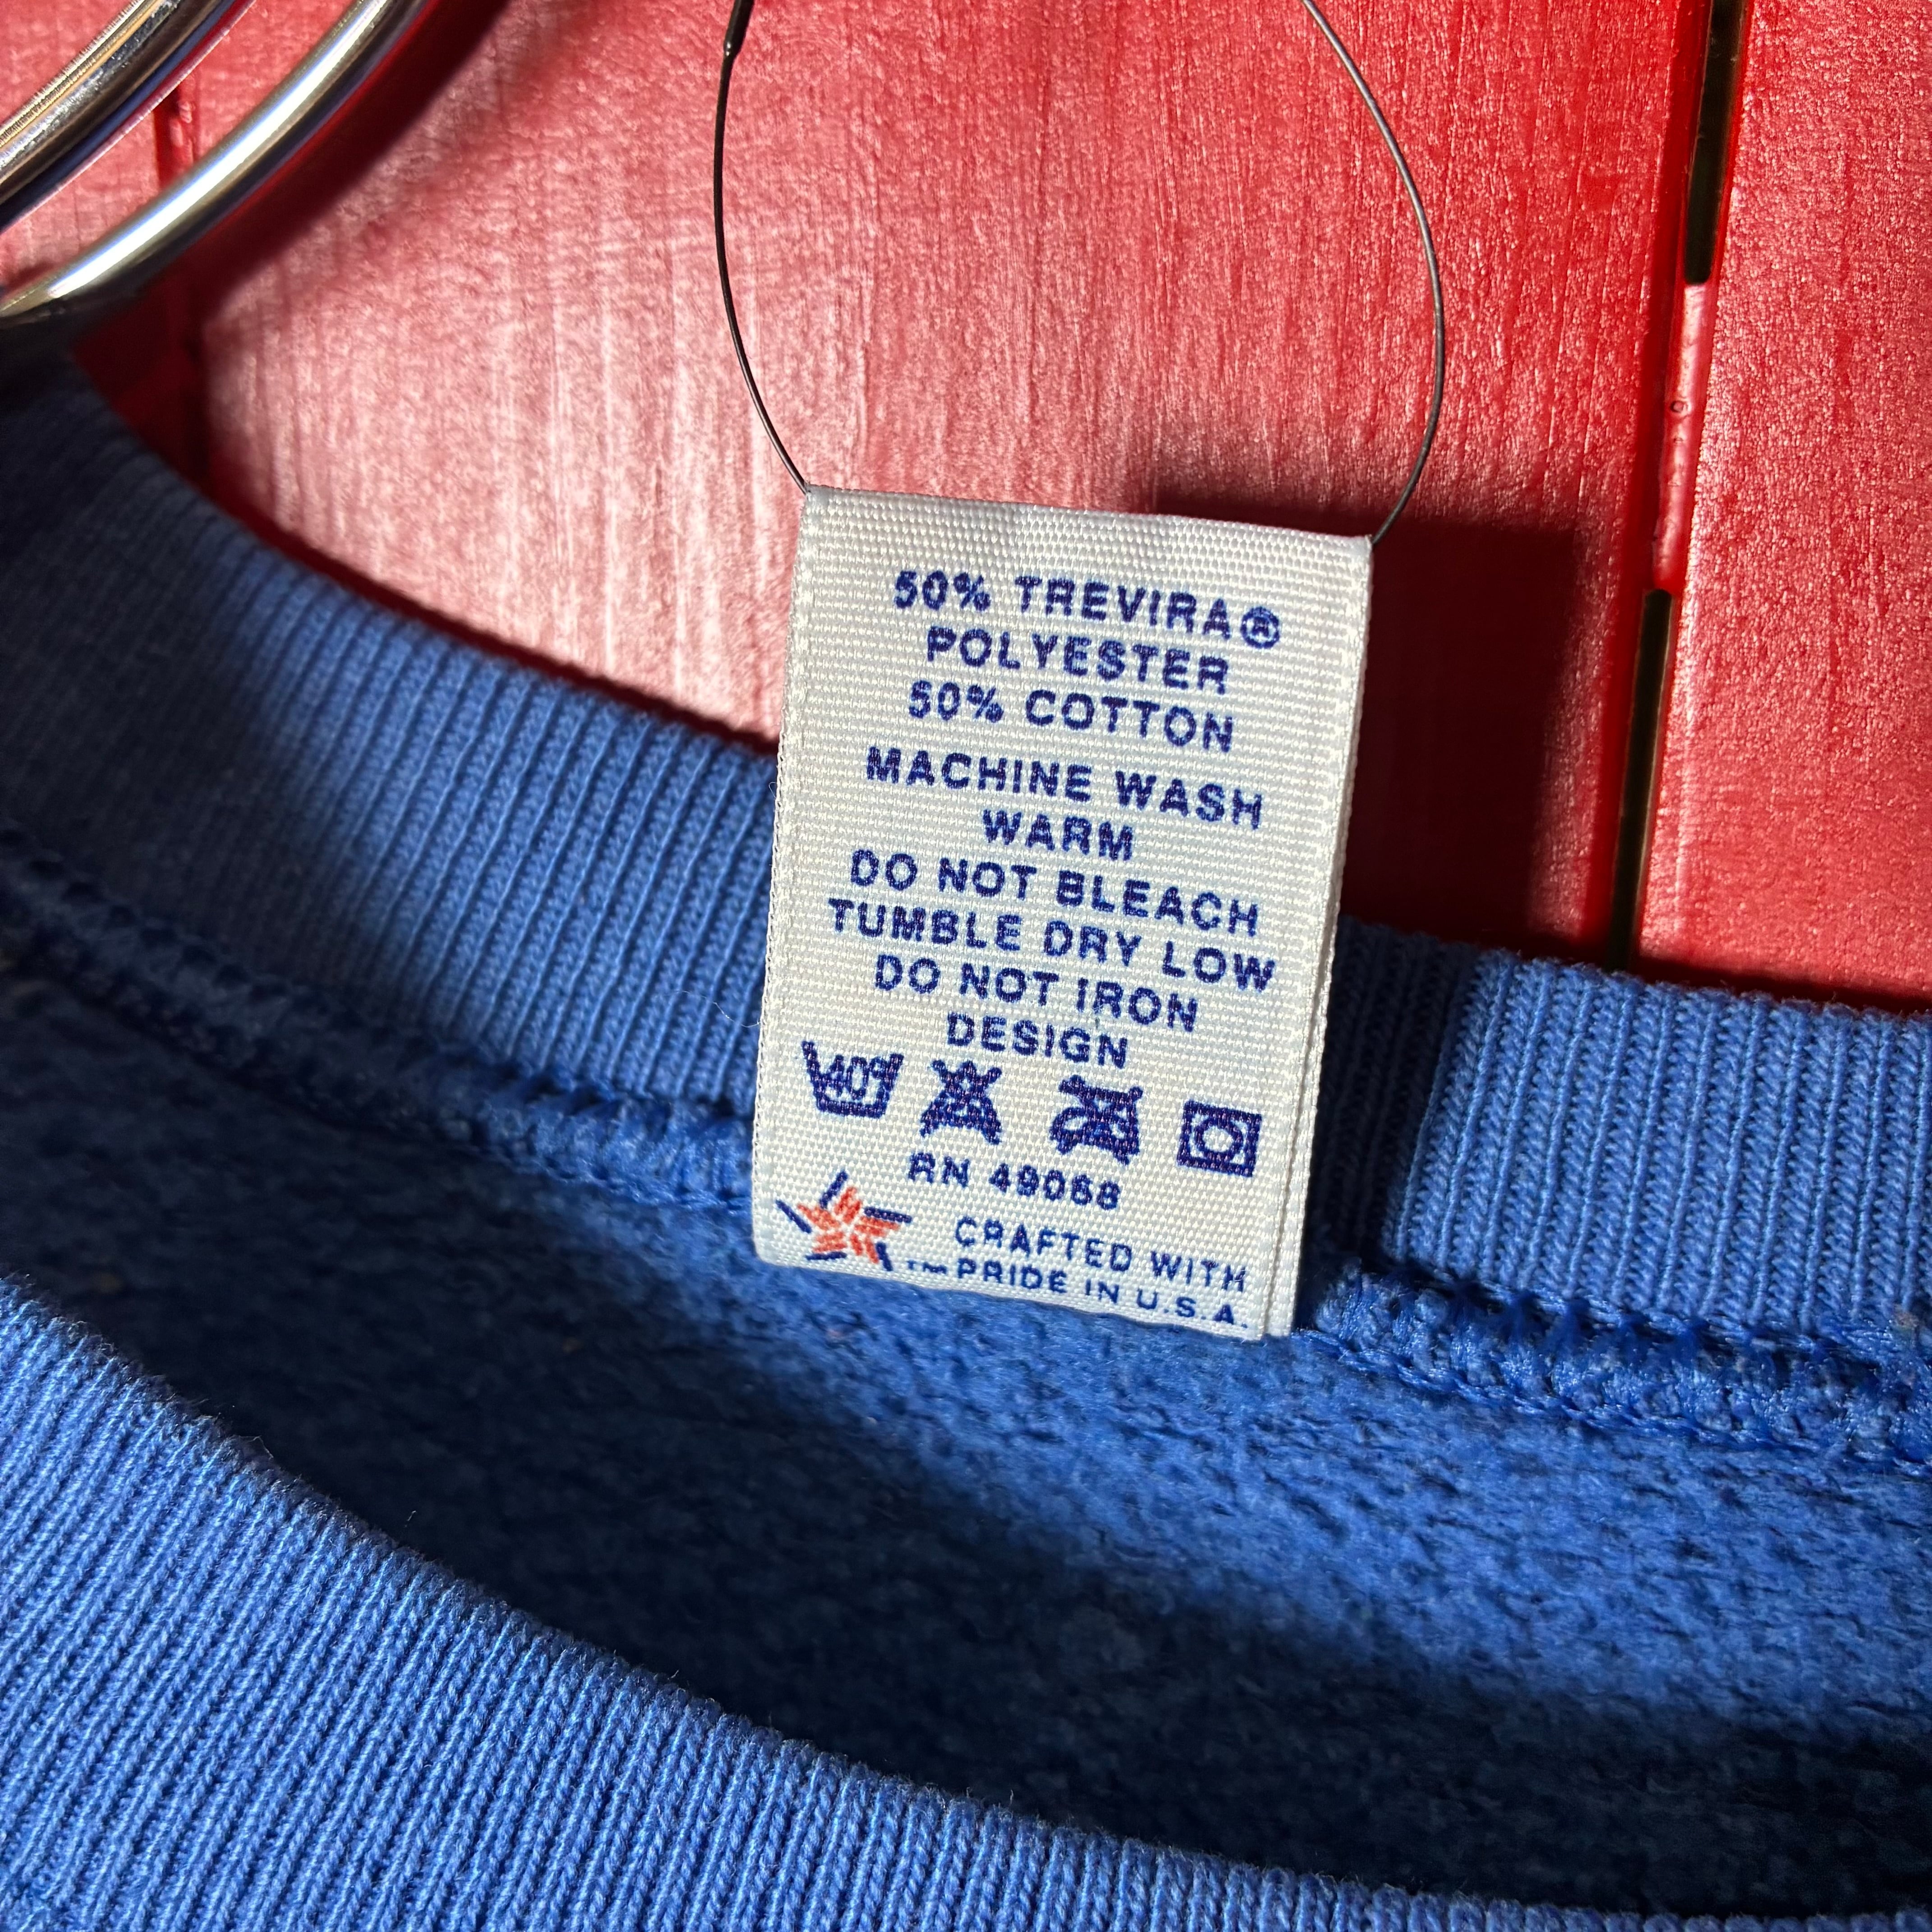 50% TREVIRA®
POLYESTER
50% COTTON
MACHINE WASH
WARM
DO NOT BLEACH
TUMBLE DRY LOW
DO NOT IRON
DESIGN
40°
RN 49068
CRAFTED WITH
™ PRIDE IN U.S.A.